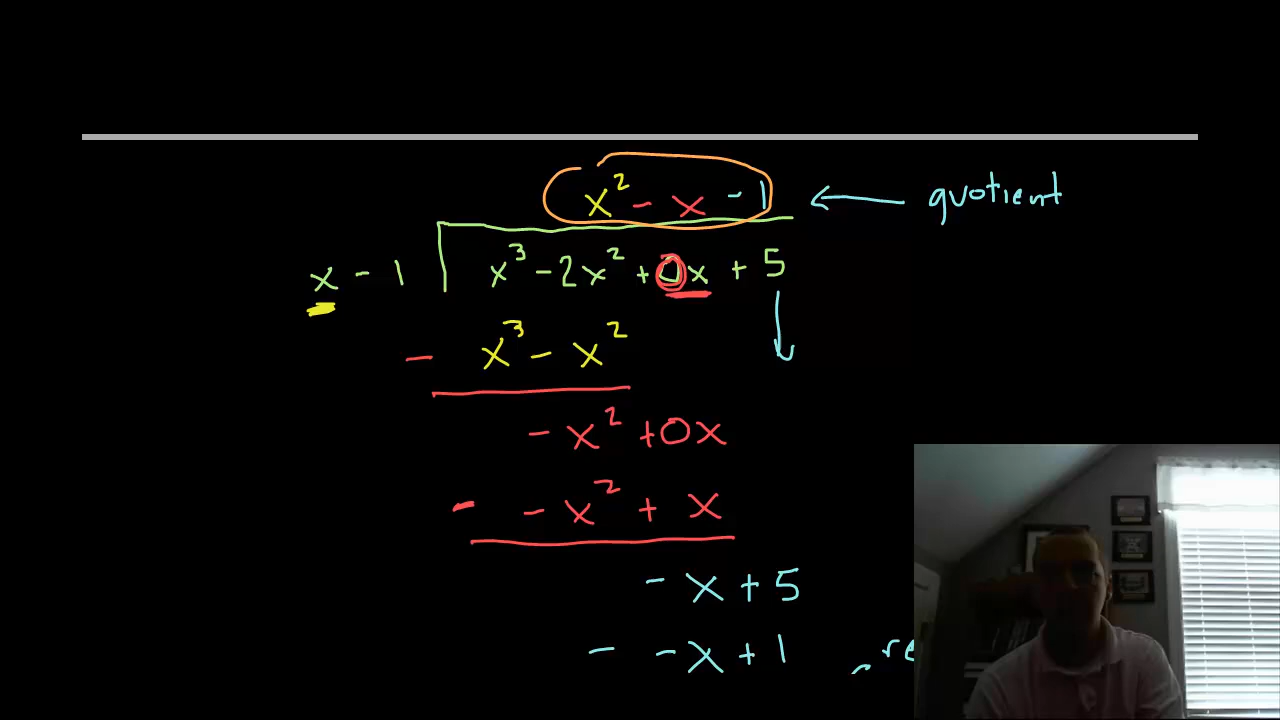 x² - x - 1 ← quotient
x - 1 x³ - 2x² + 0x + 5
- x³ - x²
- x² + 0x
- - x² + x
- x + 5
- - x + 1